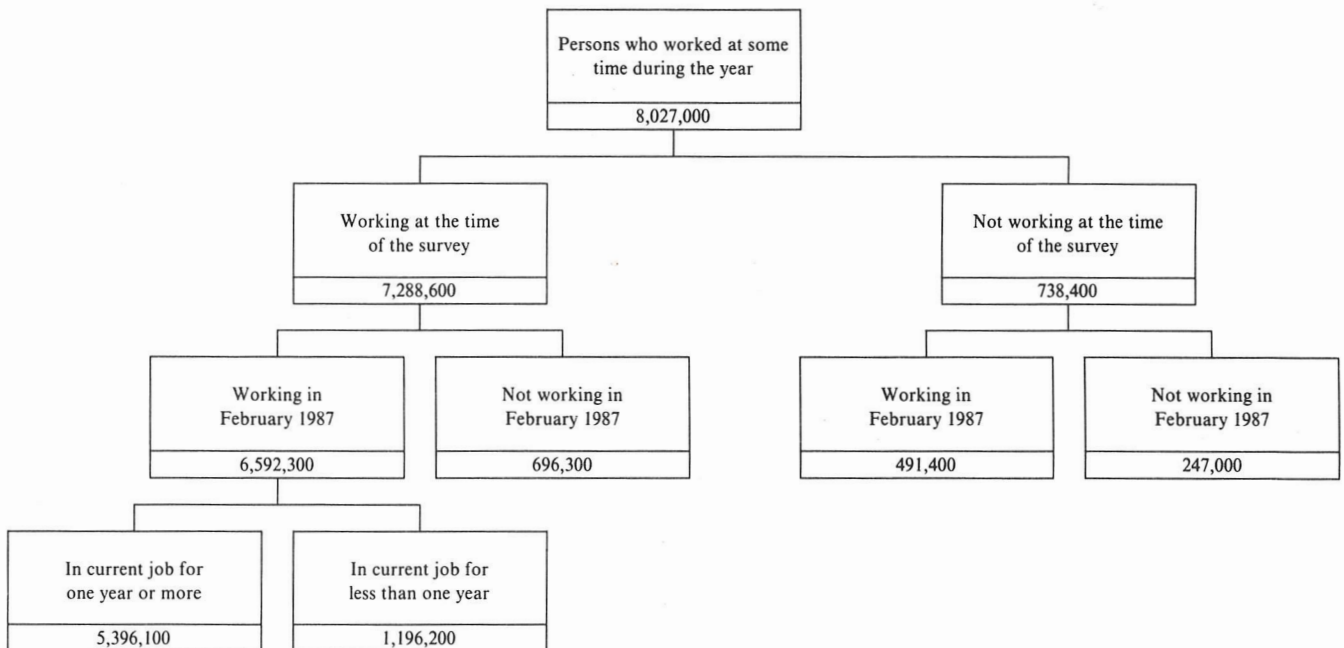 Persons who worked at some
time during the year
8,027,000
Working at the time
of the survey
7,288,600
Not working at the time
of the survey
738,400
Working in
February 1987
6,592,300
Not working in
February 1987
696,300
Working in
February 1987
491,400
Not working in
February 1987
247,000
In current job for
one year or more
5,396,100
In current job for
less than one year
1,196,200